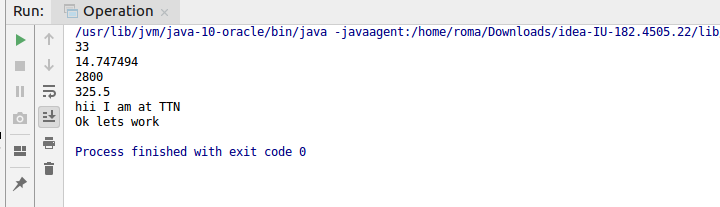 Run: Operation
/usr/lib/jvm/java-10-oracle/bin/java -javaagent:/home/roma/Downloads/idea-IU-182.4505.22/lib
33
14.747494
2800
325.5
hii I am at TTN
Ok lets work
Process finished with exit code 0